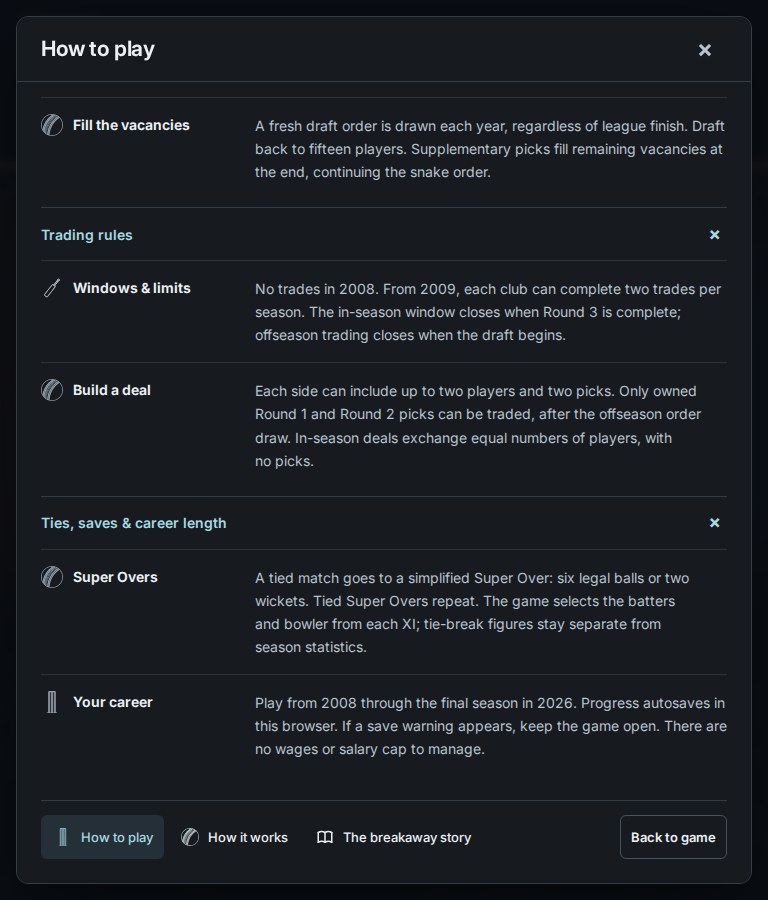 How to play
Fill the vacancies
A fresh draft order is drawn each year, regardless of league finish. Draft
back to fifteen players. Supplementary picks fill remaining vacancies at
the end, continuing the snake order.
Trading rules
Windows & limits
No trades in 2008. From 2009, each club can complete two trades per
season. The in-season window closes when Round 3 is complete;
offseason trading closes when the draft begins.
Build a deal
Each side can include up to two players and two picks. Only owned
Round 1 and Round 2 picks can be traded, after the offseason order
draw. In-season deals exchange equal numbers of players, with
no picks.
Ties, saves & career length
Super Overs
A tied match goes to a simplified Super Over: six legal balls or two
wickets. Tied Super Overs repeat. The game selects the batters
and bowler from each XI; tie-break figures stay separate from
season statistics.
Your career
Play from 2008 through the final season in 2026. Progress autosaves in
this browser. If a save warning appears, keep the game open. There are
no wages or salary cap to manage.
How to play
How it works
The breakaway story
Back to game